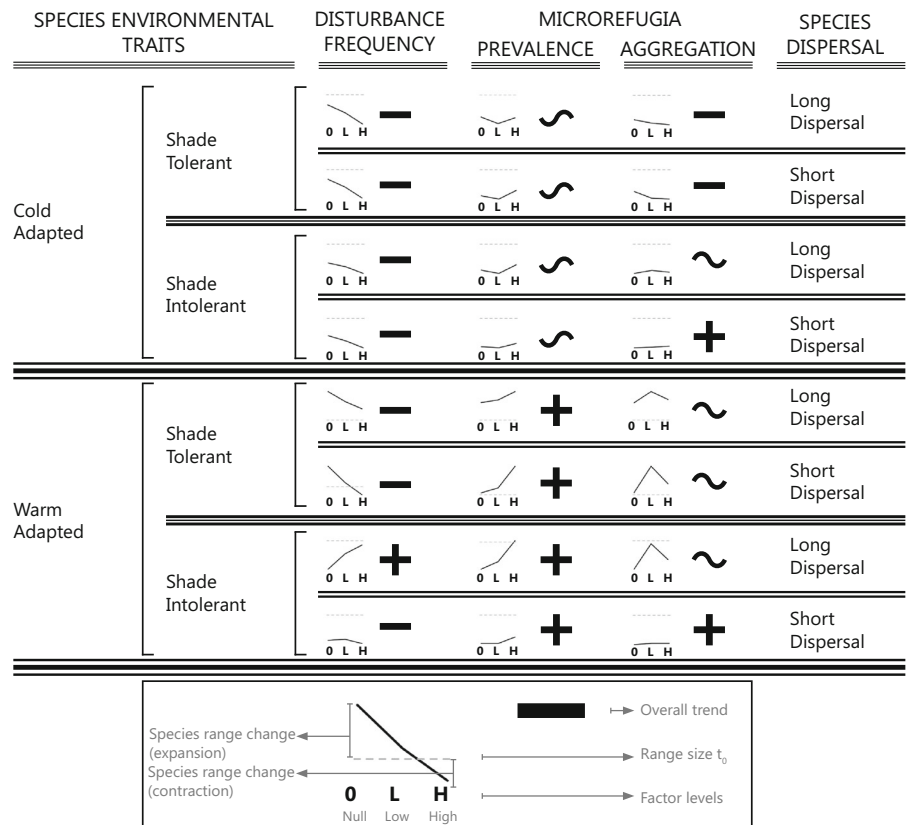 SPECIES ENVIRONMENTAL
TRAITS
DISTURBANCE
FREQUENCY
MICROREFUGIA
PREVALENCE AGGREGATION
SPECIES
DISPERSAL
Cold
Adapted
Shade
Tolerant
0 L H
0 L H
0 L H
Long
Dispersal
0 L H
0 L H
0 L H
Short
Dispersal
Shade
Intolerant
0 L H
0 L H
0 L H
Long
Dispersal
0 L H
0 L H
0 L H
Short
Dispersal
Warm
Adapted
Shade
Tolerant
0 L H
0 L H
0 L H
Long
Dispersal
0 L H
0 L H
0 L H
Short
Dispersal
Shade
Intolerant
0 L H
0 L H
0 L H
Long
Dispersal
0 L H
0 L H
0 L H
Short
Dispersal
Species range change
(expansion)
Species range change
(contraction)
0 L H
Null Low High
Overall trend
Range size t₀
Factor levels